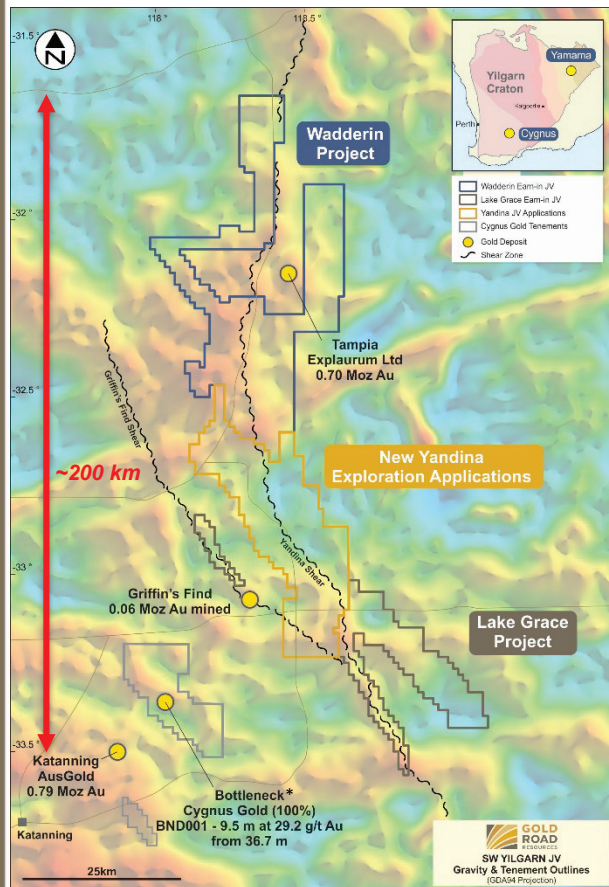 118°
118.5°
-31.5°
N
Wadderin
Project
Yilgarn
Craton
Yamarna
Kalgoorlie
Perth
Cygnus
Wadderin Earn-in JV
Lake Grace Earn-in JV
Yandina JV Applications
Cygnus Gold Tenements
Gold Deposit
Shear Zone
-32°
Tampia
Explaurum Ltd
0.70 Moz Au
Griffin's Find Shear
-32.5°
~200 km
New Yandina
Exploration Applications
Yandina Shear
-33°
Griffin's Find
0.06 Moz Au mined
Lake Grace
Project
-33.5°
Katanning
AusGold
0.79 Moz Au
Bottleneck*
Cygnus Gold (100%)
BND001 - 9.5 m at 29.2 g/t Au
from 36.7 m
Katanning
25km
GOLD
ROAD
RESOURCES
SW YILGARN JV
Gravity & Tenement Outlines
(GDA94 Projection)